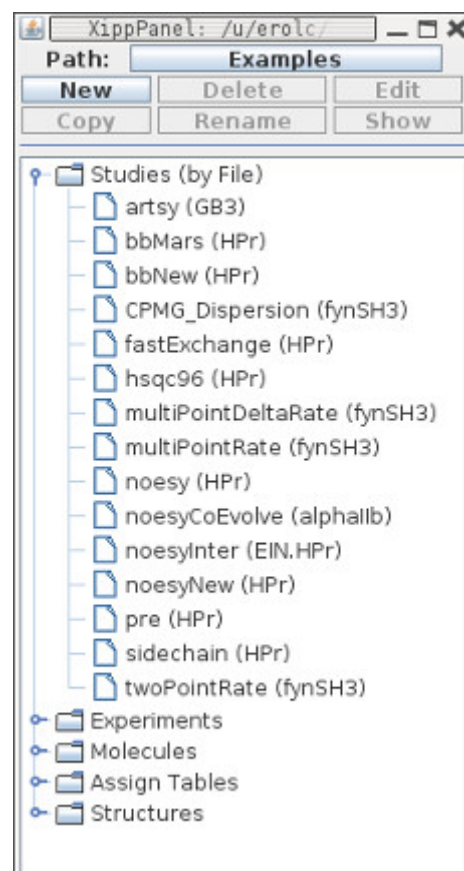 XippPanel: /u/erolc/
Path: Examples
New Delete Edit
Copy Rename Show
Studies (by File)
artsy (GB3)
bbMars (HPr)
bbNew (HPr)
CPMG_Dispersion (fynSH3)
fastExchange (HPr)
hsqc96 (HPr)
multiPointDeltaRate (fynSH3)
multiPointRate (fynSH3)
noesy (HPr)
noesyCoEvolve (alphaIIb)
noesyInter (EIN.HPr)
noesyNew (HPr)
pre (HPr)
sidechain (HPr)
twoPointRate (fynSH3)
Experiments
Molecules
Assign Tables
Structures